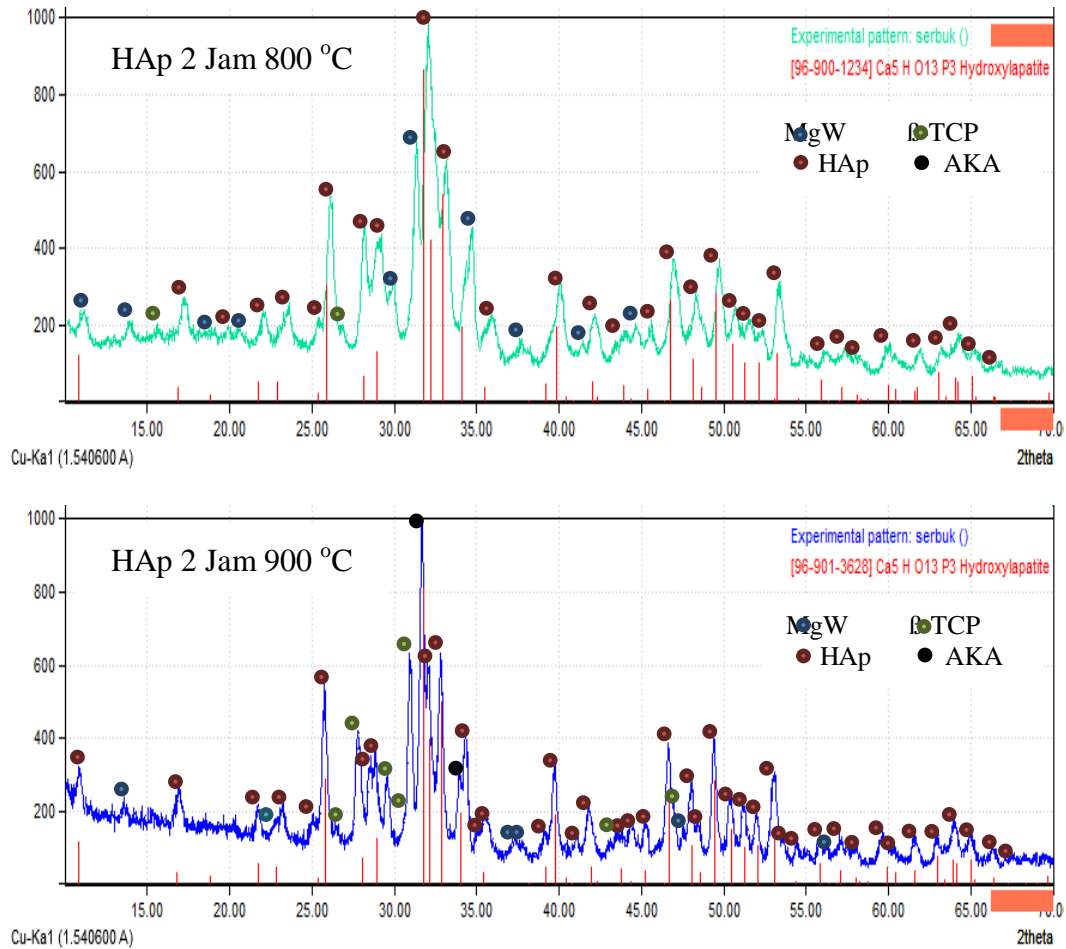 1000
Experimental pattern: serbuk ()
HAp 2 Jam 800 °C
[96-900-1234] Ca5 H O13 P3 Hydroxylapatite
800
MgW ß-TCP
HAp AKA
600
400
200
15.00 20.00 25.00 30.00 35.00 40.00 45.00 50.00 55.00 60.00 65.00 70.0
Cu-Ka1 (1.540600 A) 2theta
1000
Experimental pattern: serbuk ()
HAp 2 Jam 900 °C
[96-901-3628] Ca5 H O13 P3 Hydroxylapatite
800
MgW ß-TCP
HAp AKA
600
400
200
15.00 20.00 25.00 30.00 35.00 40.00 45.00 50.00 55.00 60.00 65.00 70.0
Cu-Ka1 (1.540600 A) 2theta